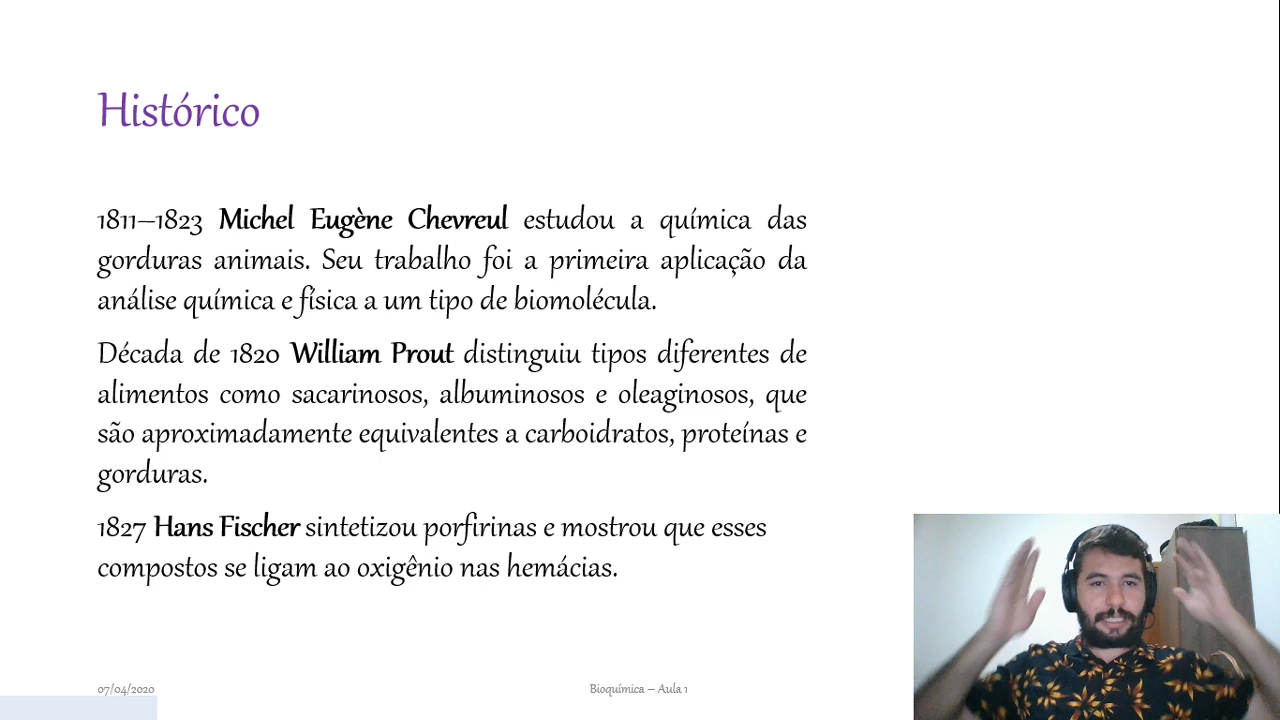 Histórico
1811–1823 Michel Eugène Chevreul estudou a química das
gorduras animais. Seu trabalho foi a primeira aplicação da
análise química e física a um tipo de biomolécula.
Década de 1820 William Prout distinguiu tipos diferentes de
alimentos como sacarinosos, albuminosos e oleaginosos, que
são aproximadamente equivalentes a carboidratos, proteínas e
gorduras.
1827 Hans Fischer sintetizou porfirinas e mostrou que esses
compostos se ligam ao oxigênio nas hemácias.
07/04/2020
Bioquímica – Aula 1